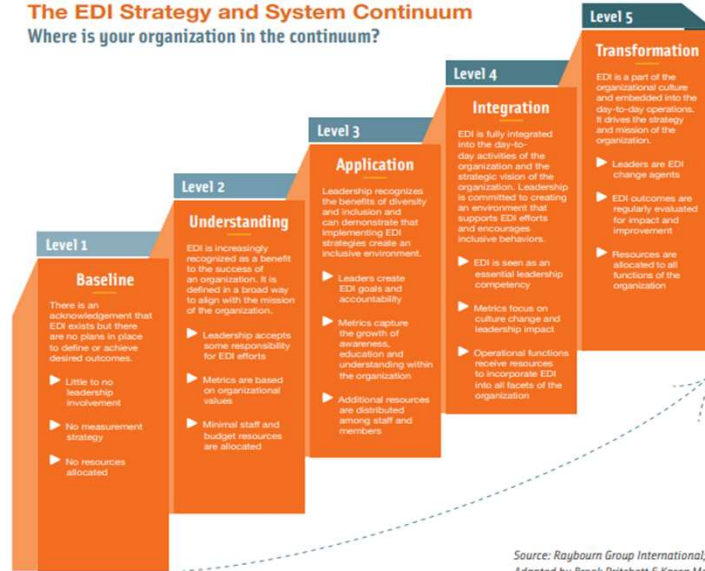 The EDI Strategy and System Continuum
Where is your organization in the continuum?
Level 1
Baseline
There is an
acknowledgement that
EDI exists but there
are no plans in place
to define or achieve
desired outcomes.
Little to no
leadership
involvement
No measurement
strategy
No resources
allocated
Level 2
Understanding
EDI is increasingly
recognized as a benefit
to the success of
an organization. It is
defined in a broad way
to align with the mission
of the organization.
Leadership accepts
some responsibility
for EDI efforts
Metrics are based
on organizational
values
Minimal staff and
budget resources
are allocated
Level 3
Application
Leadership recognizes
the benefits of diversity
and inclusion and
can demonstrate that
implementing EDI
strategies create an
inclusive environment.
Leaders create
EDI goals and
accountability
Metrics capture
the growth of
awareness,
education and
understanding within
the organization
Additional resources
are distributed
among staff and
members
Level 4
Integration
EDI is fully integrated
into the day-to-
day activities of the
organization and the
strategic vision of the
organization. Leadership
is committed to creating
an environment that
supports EDI efforts
and encourages
inclusive behaviors.
EDI is seen as an
essential leadership
competency
Metrics focus on
culture change and
leadership impact
Operational functions
receive resources
to incorporate EDI
into all facets of the
organization
Level 5
Transformation
EDI is a part of the
organizational culture
and embedded into the
day-to-day operations.
It drives the strategy
and mission of the
organization.
Leaders are EDI
change agents
EDI outcomes are
regularly evaluated
for impact and
improvement
Resources are
allocated to all
functions of the
organization
Source: Raybourn Group International,
Adapted by Brook Pritchett & Karen